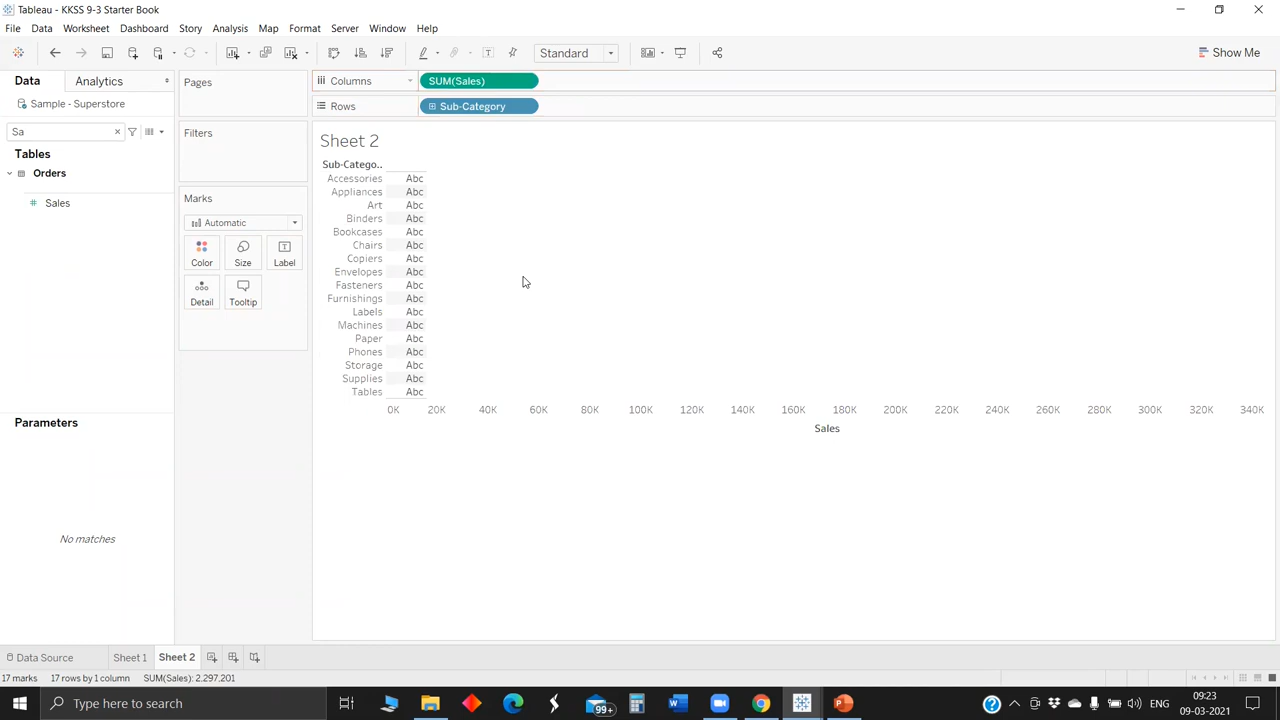 Tableau - KKSS 9-3 Starter Book
File Data Worksheet Dashboard Story Analysis Map Format Server Window Help
Standard
Show Me
Data Analytics
Sample - Superstore
Sa
Tables
Orders
Sales
Parameters
No matches
Pages
Filters
Marks
Automatic
Color Size Label
Detail Tooltip
Columns SUM(Sales)
Rows Sub-Category
Sheet 2
Sub-Catego..
Accessories Abc
Appliances Abc
Art Abc
Binders Abc
Bookcases Abc
Chairs Abc
Copiers Abc
Envelopes Abc
Fasteners Abc
Furnishings Abc
Labels Abc
Machines Abc
Paper Abc
Phones Abc
Storage Abc
Supplies Abc
Tables Abc
0K 20K 40K 60K 80K 100K 120K 140K 160K 180K 200K 220K 240K 260K 280K 300K 320K 340K
Sales
Data Source Sheet 1 Sheet 2
17 marks 17 rows by 1 column SUM(Sales): 2,297,201
Type here to search
99+
ENG
09:23
09-03-2021